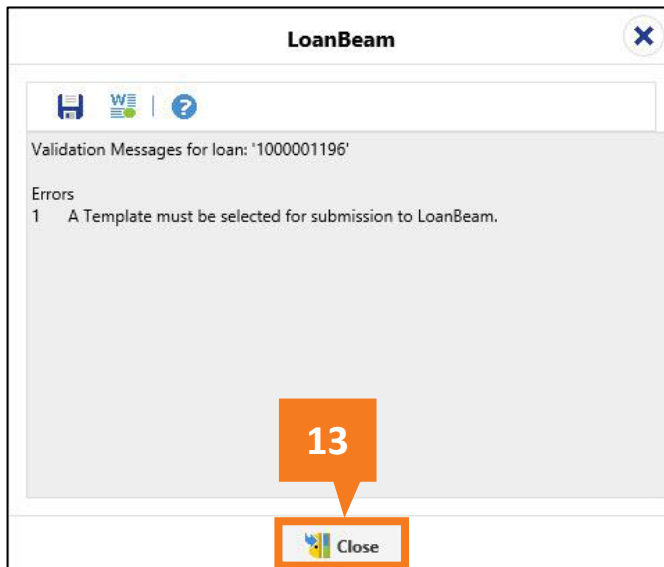 LoanBeam
Validation Messages for loan: '1000001196'
Errors
1 A Template must be selected for submission to LoanBeam.
13
Close